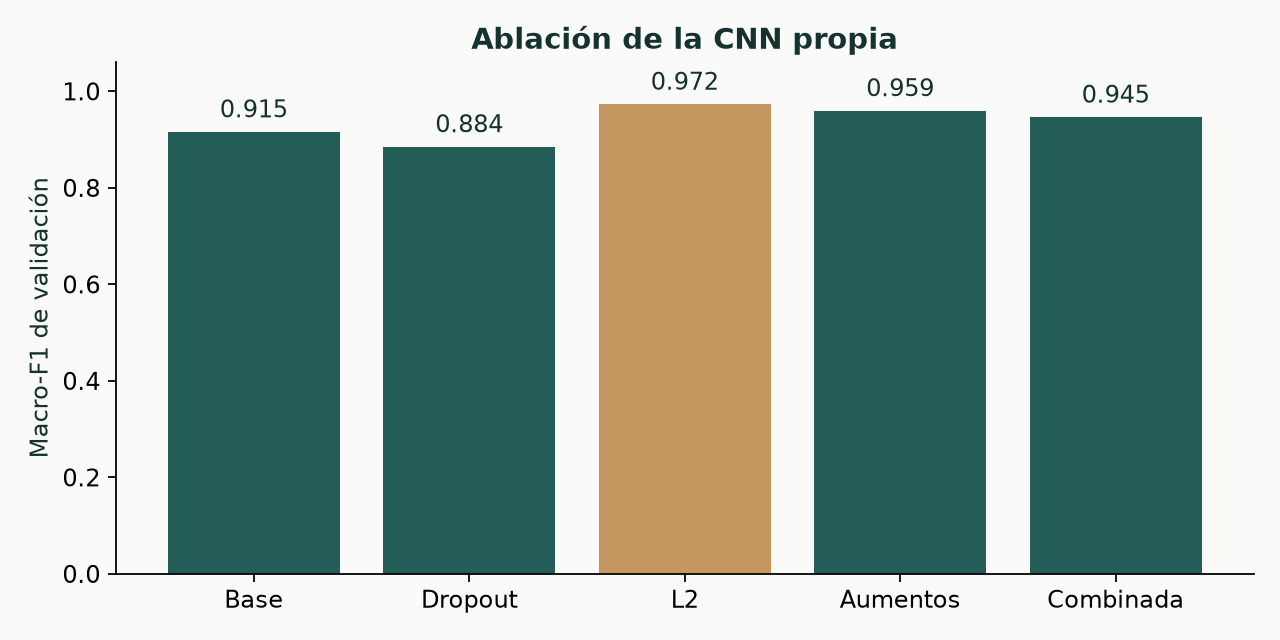 Ablación de la CNN propia
Macro-F1 de validación
1.0
0.8
0.6
0.4
0.2
0.0
0.915
0.884
0.972
0.959
0.945
Base
Dropout
L2
Aumentos
Combinada